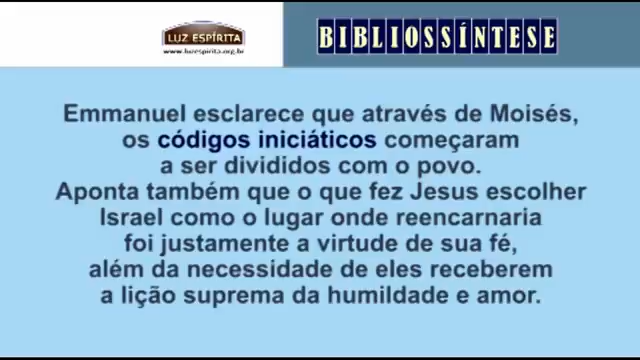 LUZ ESPÍRITA
www.luzespirita.org.br
BIBLIOSSÍNTESE
Emmanuel esclarece que através de Moisés,
os códigos iniciáticos começaram
a ser divididos com o povo.
Aponta também que o que fez Jesus escolher
Israel como o lugar onde reencarnaria
foi justamente a virtude de sua fé,
além da necessidade de eles receberem
a lição suprema da humildade e amor.